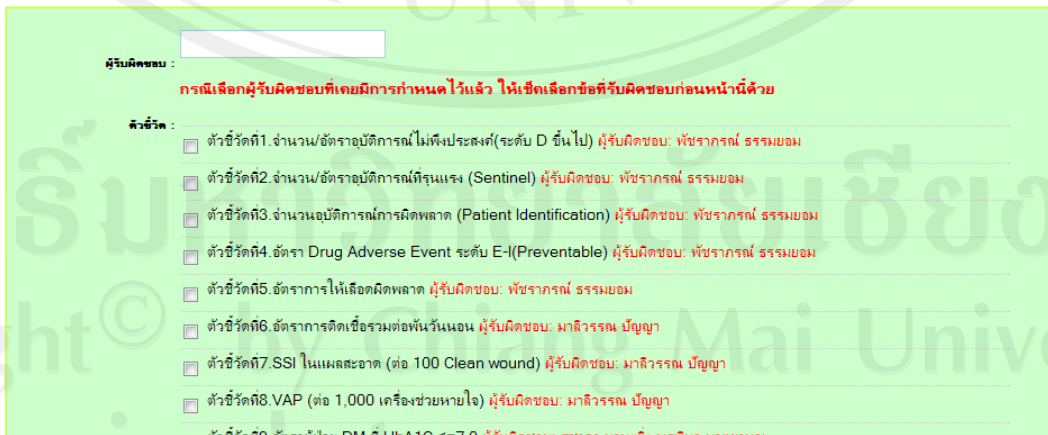 ผู้รับผิดชอบ :
กรณีเลือกผู้รับผิดชอบที่เคยมีการกำหนดไว้แล้ว ให้เช็คเลือกข้อที่รับผิดชอบก่อนหน้านี้ด้วย
ตัวชี้วัด :
ตัวชี้วัดที่1.จำนวน/อัตราอุบัติการณ์ไม่พึงประสงค์(ระดับ D ขึ้นไป) ผู้รับผิดชอบ: พัชราภรณ์ ธรรมยอม
ตัวชี้วัดที่2.จำนวน/อัตราอุบัติการณ์ที่รุนแรง (Sentinel) ผู้รับผิดชอบ: พัชราภรณ์ ธรรมยอม
ตัวชี้วัดที่3.จำนวนอุบัติการณ์การผิดพลาด (Patient Identification) ผู้รับผิดชอบ: พัชราภรณ์ ธรรมยอม
ตัวชี้วัดที่4.อัตรา Drug Adverse Event ระดับ E-I(Preventable) ผู้รับผิดชอบ: พัชราภรณ์ ธรรมยอม
ตัวชี้วัดที่5.อัตราการให้เลือดผิดพลาด ผู้รับผิดชอบ: พัชราภรณ์ ธรรมยอม
ตัวชี้วัดที่6.อัตราการติดเชื้อรวมต่อพันวันนอน ผู้รับผิดชอบ: มาลิวรรณ ปัญญา
ตัวชี้วัดที่7.SSI ในแผลสะอาด (ต่อ 100 Clean wound) ผู้รับผิดชอบ: มาลิวรรณ ปัญญา
ตัวชี้วัดที่8.VAP (ต่อ 1,000 เครื่องช่วยหายใจ) ผู้รับผิดชอบ: มาลิวรรณ ปัญญา